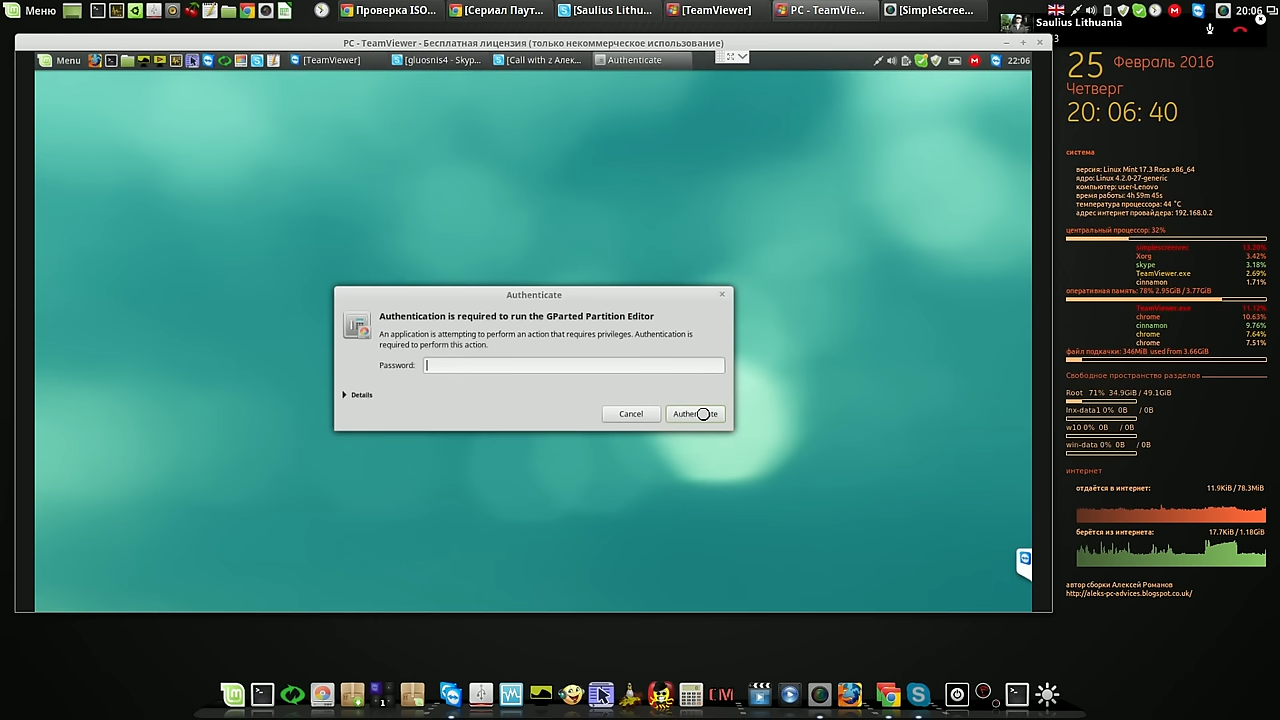 Меню
Проверка ISO...
[Сериал Паут...
[Saulius Lithu...
[TeamViewer]
PC - TeamVie...
[SimpleScree...
20:06
Saulius Lithuania
PC - TeamViewer - Бесплатная лицензия (только некоммерческое использование)
Menu
[TeamViewer]
[gluosnis4 - Skyp...
[Call with z Алек...
Authenticate
22:06
25 Февраль 2016
Четверг
20: 06: 40
система
версия: Linux Mint 17.3 Rosa x86_64
ядро: Linux 4.2.0-27-generic
компьютер: user-Lenovo
время работы: 4h 59m 45s
температура процессора: 44 °C
адрес интернет провайдера: 192.168.0.2
центральный процессор: 32%
simplescreenrec 13.20%
Xorg 3.42%
skype 3.18%
TeamViewer.exe 2.69%
cinnamon 1.71%
оперативная память: 78% 2.95GiB / 3.77GiB
TeamViewer.exe 11.12%
chrome 10.63%
cinnamon 9.76%
chrome 7.64%
chrome 7.51%
файл подкачки: 346MiB used from 3.66GiB
Свободное пространство разделов
Root 71% 34.9GiB / 49.1GiB
lnx-data1 0% 0B / 0B
w10 0% 0B / 0B
win-data 0% 0B / 0B
интернет
отдаётся в интернет: 11.9KiB / 78.3MiB
берётся из интернета: 17.7KiB / 1.18GiB
автор сборки Алексей Романов
http://aleks-pc-advices.blogspot.co.uk/
Authenticate
Authentication is required to run the GParted Partition Editor
An application is attempting to perform an action that requires privileges. Authentication is
required to perform this action.
Password:
Details
Cancel
Authenticate